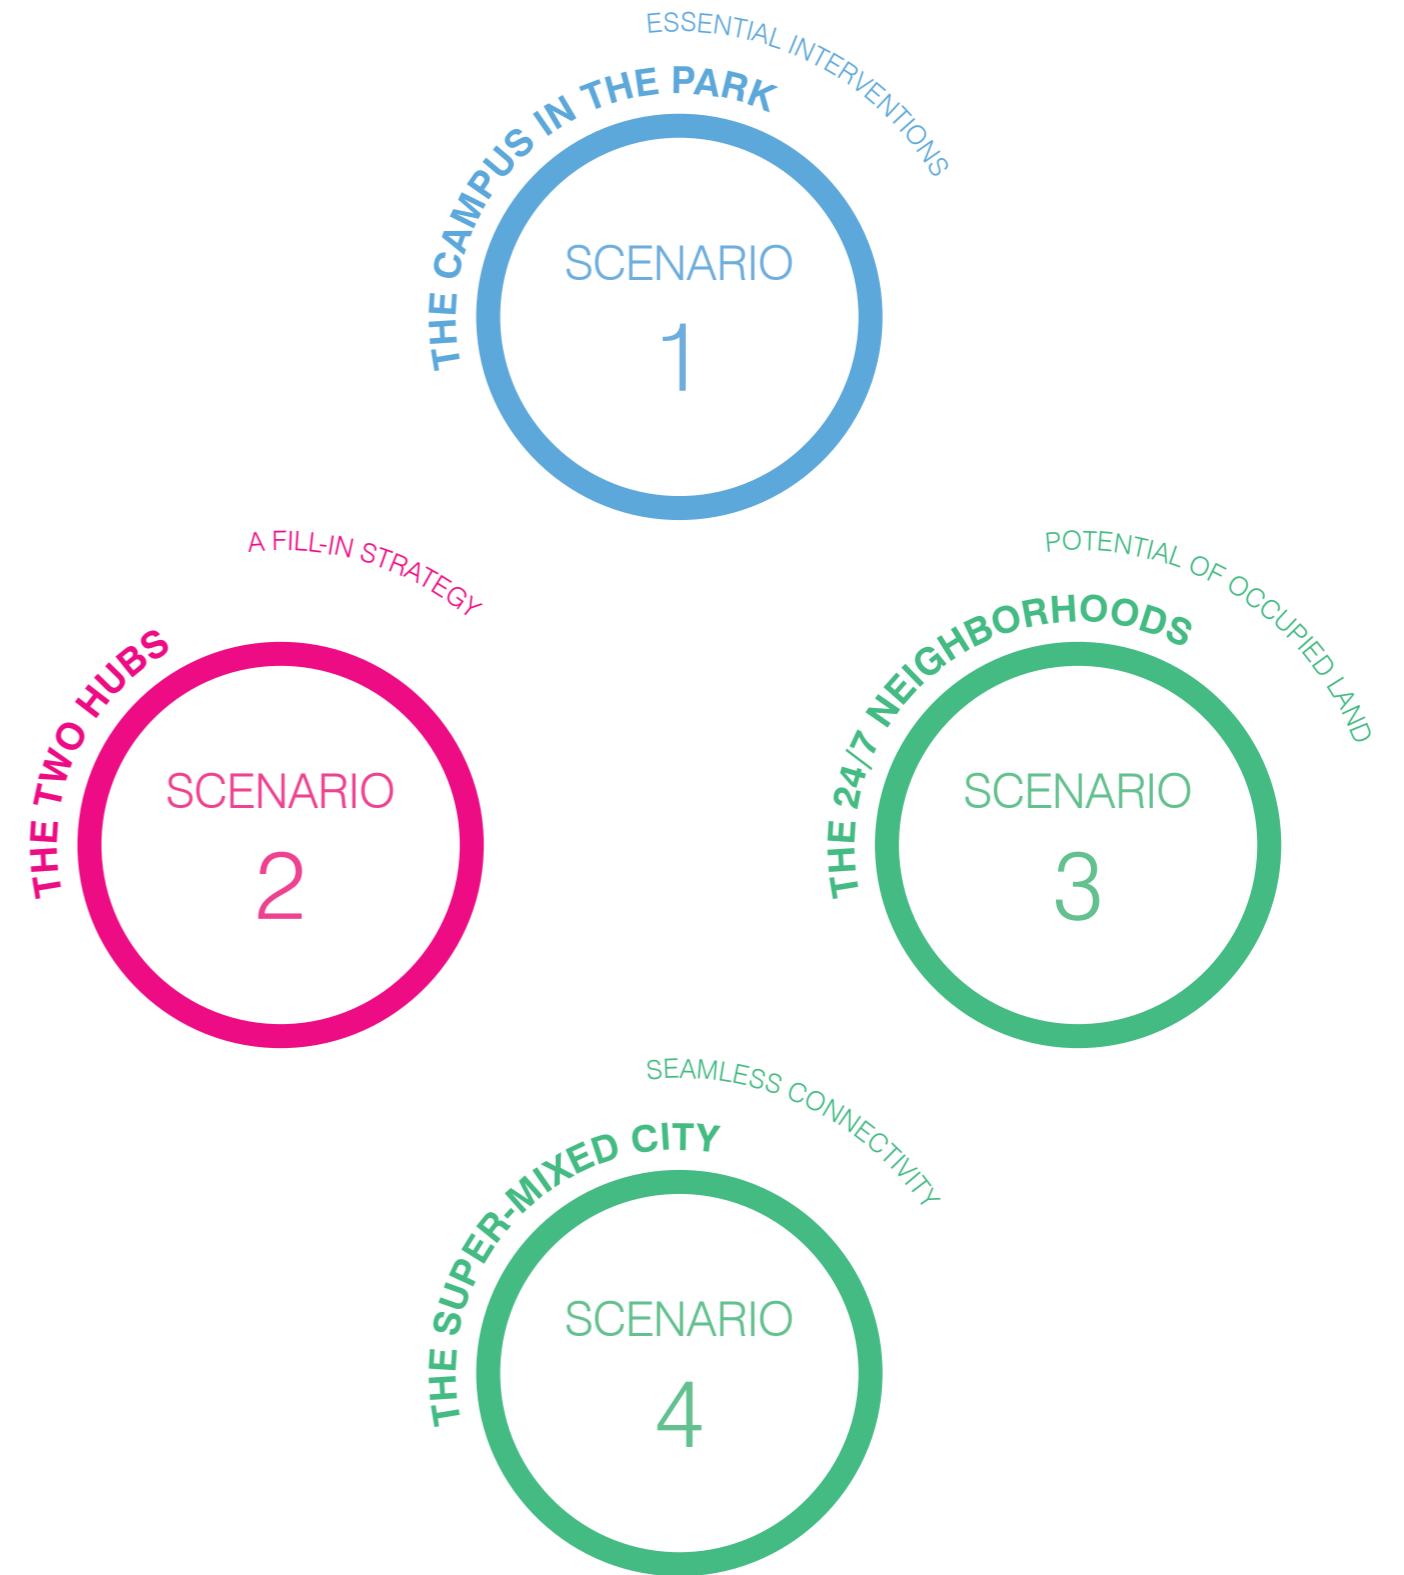 ESSENTIAL INTERVENTIONS
THE CAMPUS IN THE PARK
SCENARIO
1
A FILL-IN STRATEGY
THE TWO HUBS
SCENARIO
2
POTENTIAL OF OCCUPIED LAND
THE 24/7 NEIGHBORHOODS
SCENARIO
3
SEAMLESS CONNECTIVITY
THE SUPER-MIXED CITY
SCENARIO
4